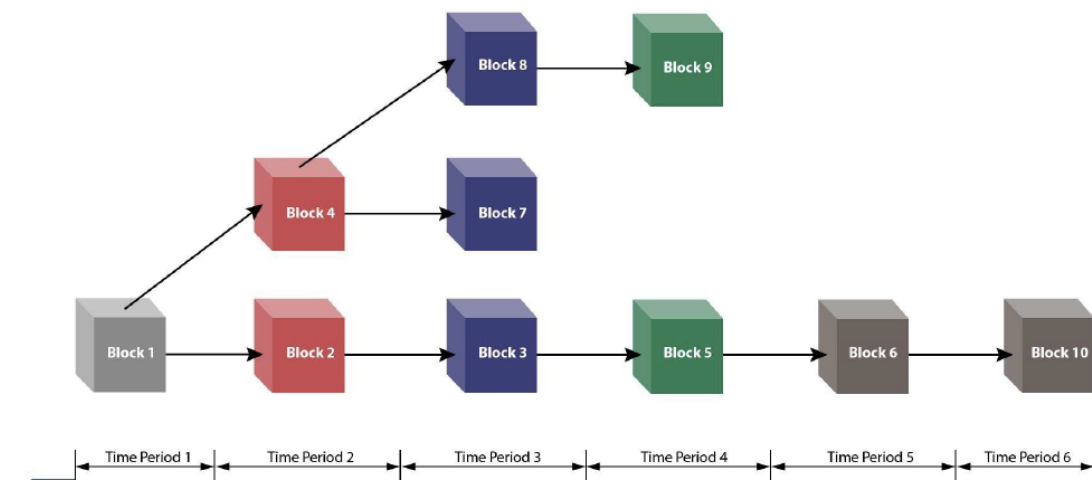 Block 8
Block 9
Block 4
Block 7
Block 1
Block 2
Block 3
Block 5
Block 6
Block 10
Time Period 1
Time Period 2
Time Period 3
Time Period 4
Time Period 5
Time Period 6